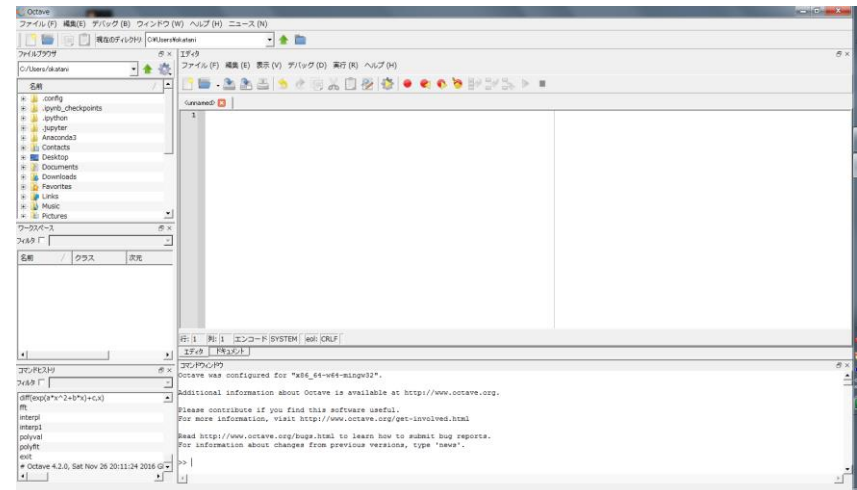 Octave
ファイル(F) 編集(E) デバッグ(B) ウィンドウ(W) ヘルプ(H) ニュース(N)
現在のディレクトリ C:¥Users¥skatani
ファイルブラウザ
C:/Users/skatani
名前
.config
.ipynb_checkpoints
.ipython
.jupyter
Anaconda3
Contacts
Desktop
Documents
Downloads
Favorites
Links
Music
Pictures
ワークスペース
フィルタ
名前 / クラス 次元
コマンドヒストリ
フィルタ
diff(exp(a*x^2+b*x)+c,x)
fft
interpl
interp1
polyval
polyfit
exit
# Octave 4.2.0, Sat Nov 26 20:11:24 2016 G
エディタ
ファイル(F) 編集(E) 表示(V) デバッグ(D) 実行(R) ヘルプ(H)
<unnamed>
1
行: 1 列: 1 エンコード SYSTEM eol: CRLF
エディタ ドキュメント
コマンドウィンドウ
Octave was configured for "x86_64-w64-mingw32".
Additional information about Octave is available at http://www.octave.org.
Please contribute if you find this software useful.
For more information, visit http://www.octave.org/get-involved.html
Read http://www.octave.org/bugs.html to learn how to submit bug reports.
For information about changes from previous versions, type 'news'.
>>